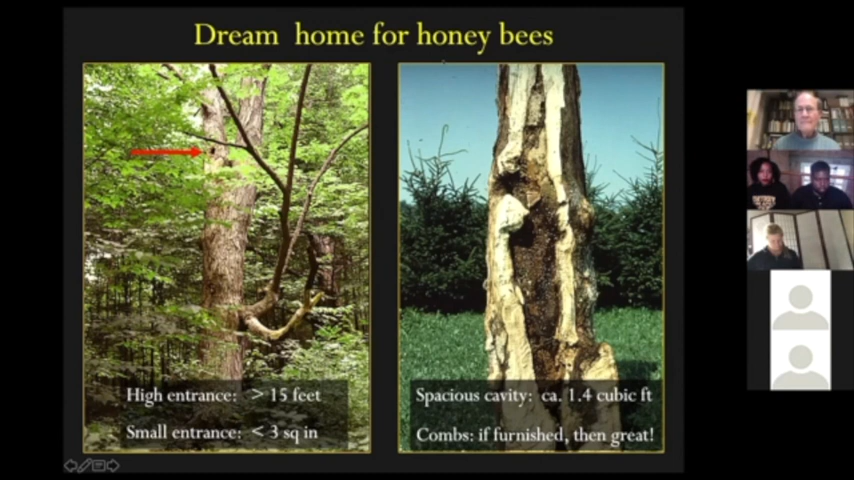 Dream home for honey bees
High entrance: > 15 feet
Small entrance: < 3 sq in
Spacious cavity: ca. 1.4 cubic ft
Combs: if furnished, then great!